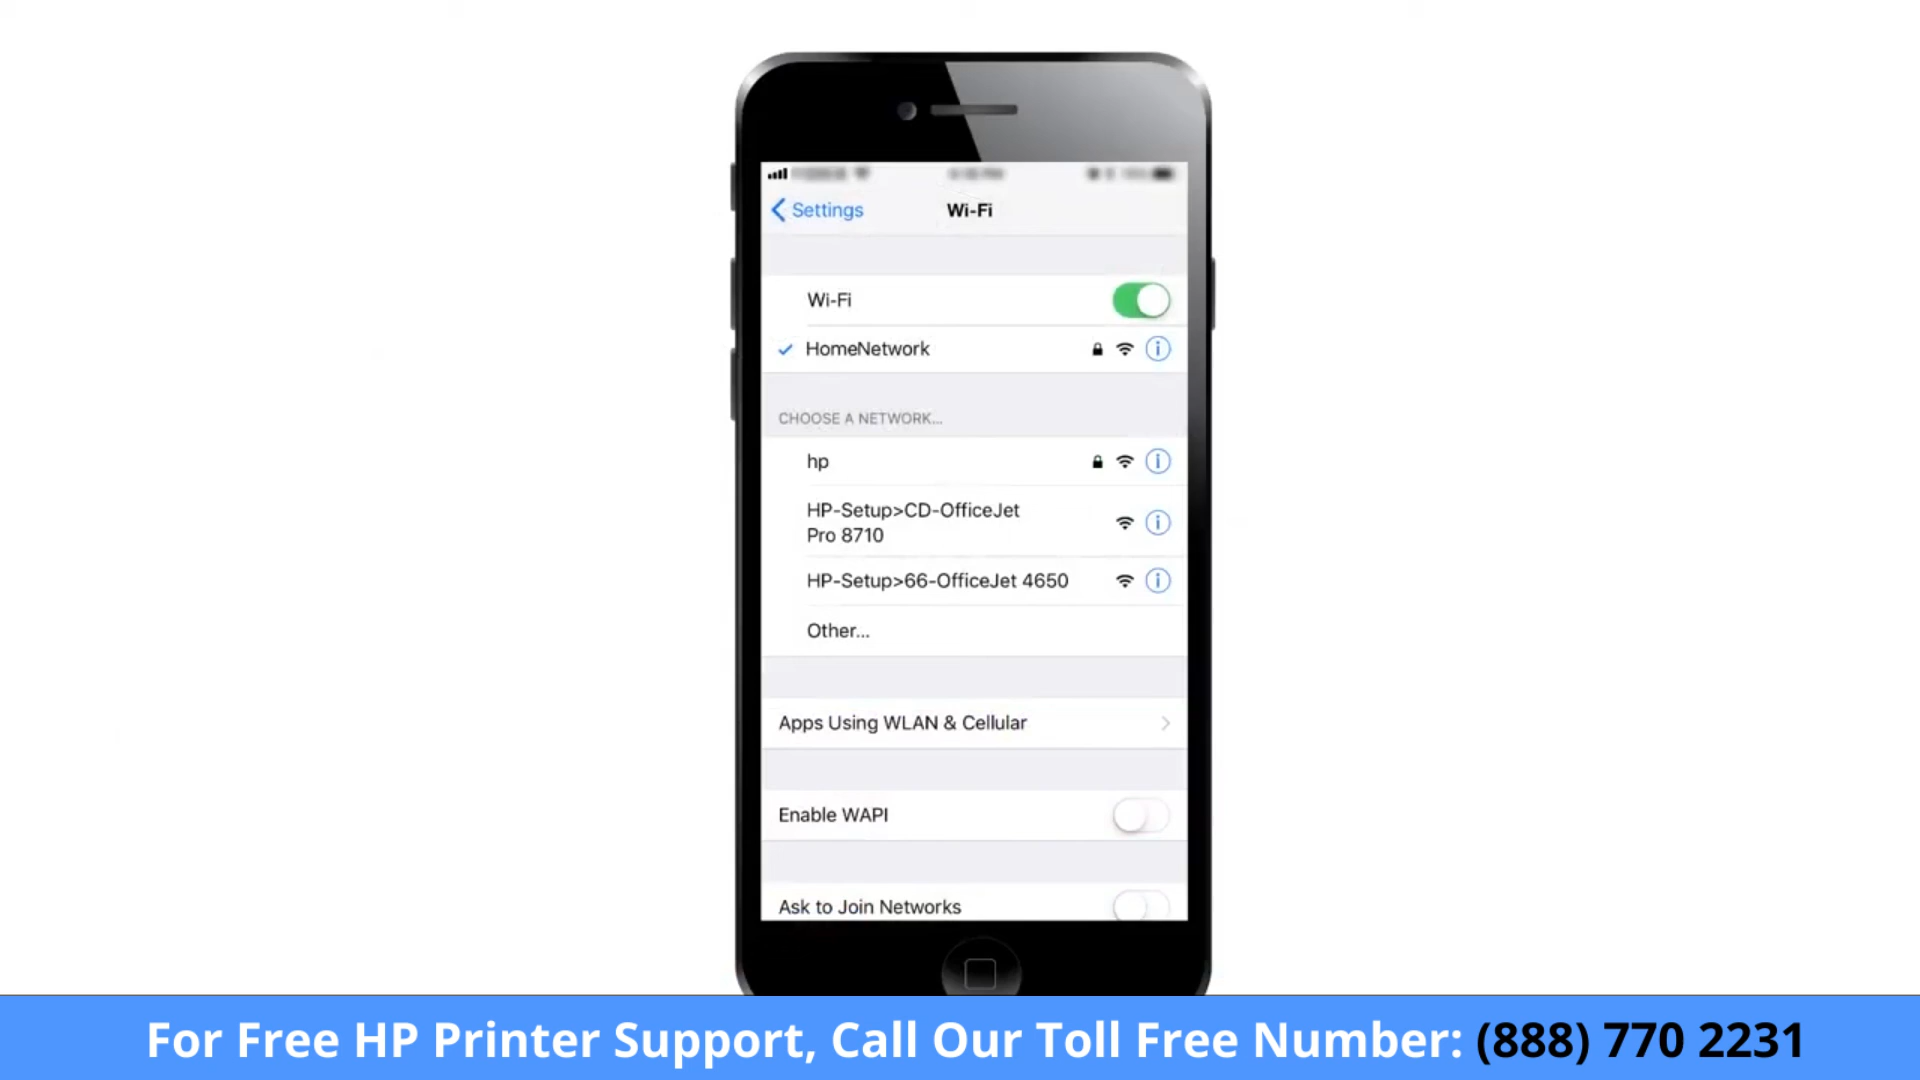 Settings
Wi-Fi
Wi-Fi
HomeNetwork
CHOOSE A NETWORK...
hp
HP-Setup>CD-OfficeJet
Pro 8710
HP-Setup>66-OfficeJet 4650
Other...
Apps Using WLAN & Cellular
Enable WAPI
Ask to Join Networks
For Free HP Printer Support, Call Our Toll Free Number: (888) 770 2231